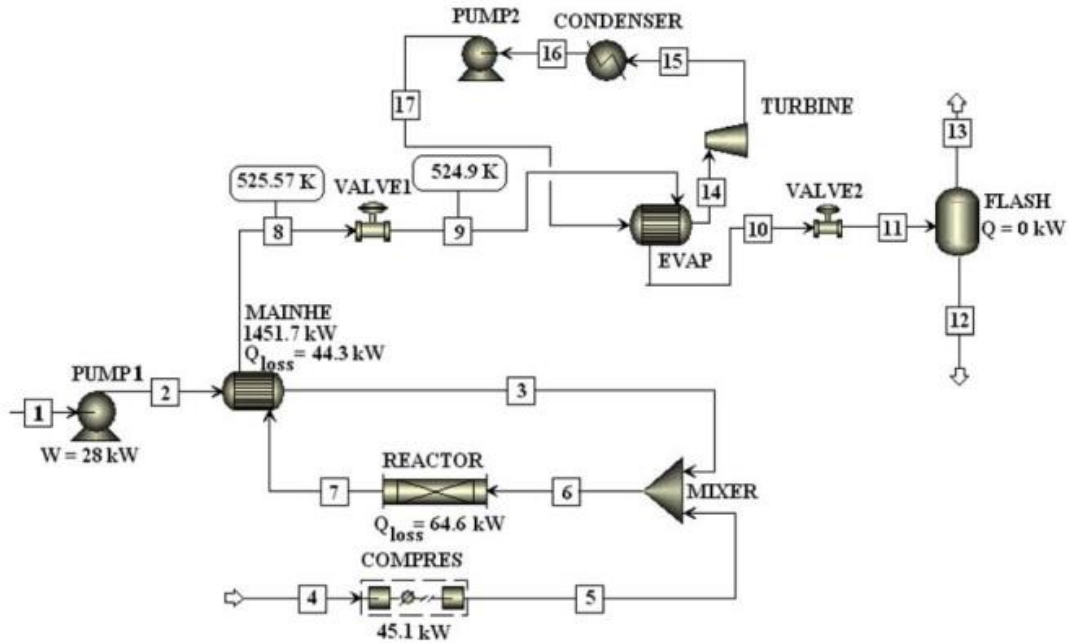 PUMP2
CONDENSER
16
15
17
TURBINE
13
525.57 K
VALVE1
524.9 K
14
VALVE2
FLASH
Q = 0 kW
8
9
10
11
EVAP
MAINHE
1451.7 kW
Qloss = 44.3 kW
12
PUMP1
2
3
1
W = 28 kW
REACTOR
7
6
MIXER
Qloss = 64.6 kW
COMPRES
4
5
45.1 kW